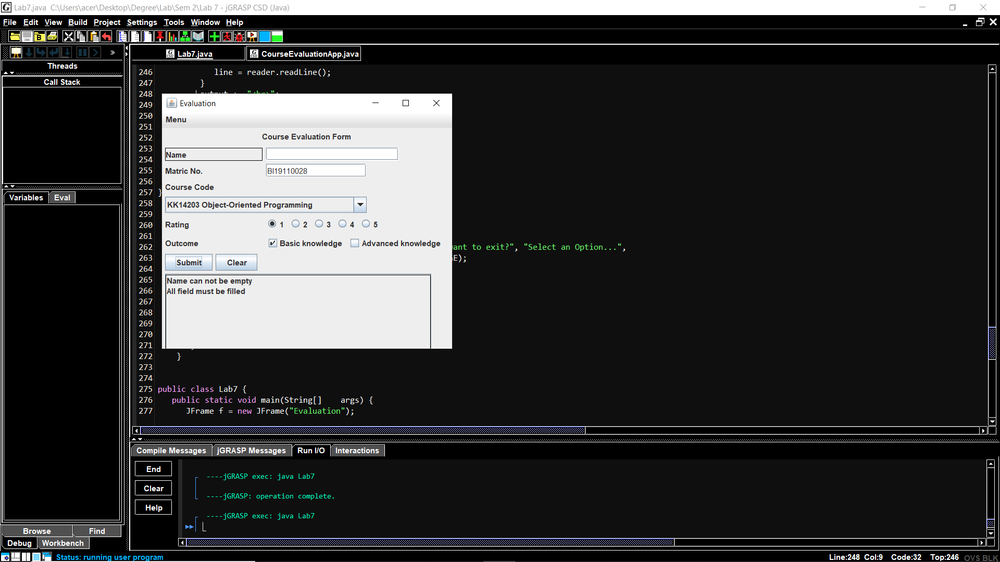 Lab7.java  C:\Users\acer\Desktop\Degree\Lab\Sem 2\Lab 7 - jGRASP CSD (Java)
File Edit View Build Project Settings Tools Window Help
Threads
Call Stack
Variables Eval
Browse Find
Debug Workbench
Lab7.java CourseEvaluationApp.java
246 line = reader.readLine();
247 }
248
249
250
251
252
253
254
255
256
257 }
258
259
260
261
262 want to exit?", "Select an Option...",
263 E);
264
265
266
267
268
269
270
271
272 }
273
274
275 public class Lab7 {
276 public static void main(String[]    args) {
277 JFrame f = new JFrame("Evaluation");
Evaluation
Menu
Course Evaluation Form
Name
Matric No. BI19110028
Course Code
KK14203 Object-Oriented Programming
Rating 1 2 3 4 5
Outcome Basic knowledge Advanced knowledge
Submit Clear
Name can not be empty
All field must be filled
Compile Messages jGRASP Messages Run I/O Interactions
End
Clear
Help
----jGRASP exec: java Lab7
----jGRASP: operation complete.
----jGRASP exec: java Lab7
Status: running user program
Line:248 Col:9 Code:32 Top:246 OVS BLK